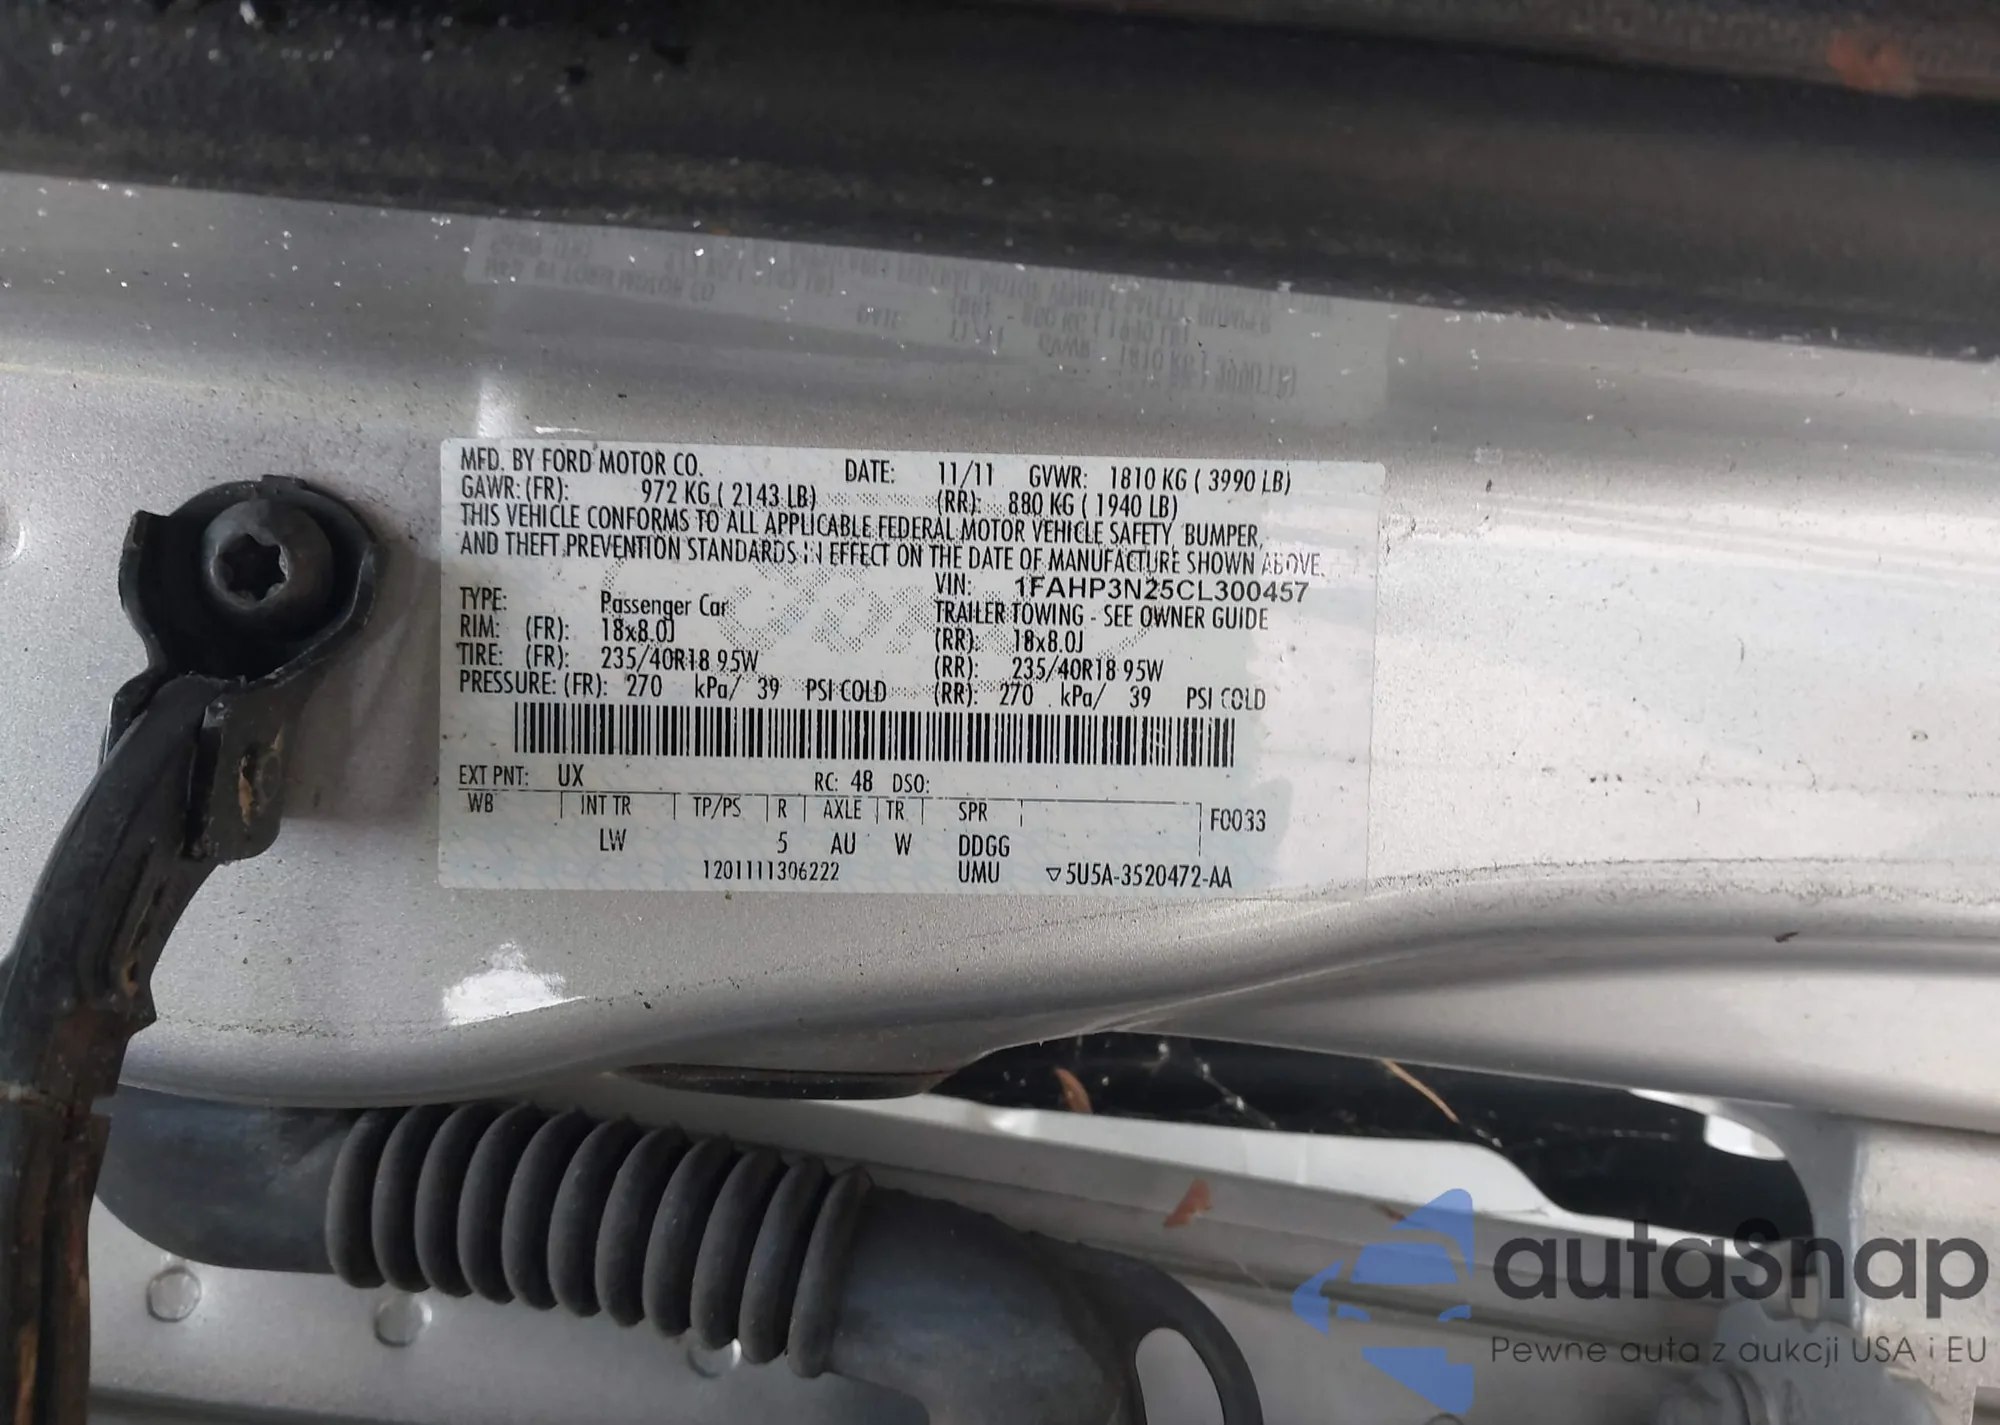 MFD. BY FORD MOTOR CO. DATE: 11/11 GVWR: 1810 KG ( 3990 LB)
GAWR: (FR): 972 KG ( 2143 LB) (RR): 880 KG ( 1940 LB)
THIS VEHICLE CONFORMS TO ALL APPLICABLE FEDERAL MOTOR VEHICLE SAFETY, BUMPER,
AND THEFT PREVENTION STANDARDS IN EFFECT ON THE DATE OF MANUFACTURE SHOWN ABOVE.
VIN: 1FAHP3N25CL300457
TYPE: Passenger Car TRAILER TOWING - SEE OWNER GUIDE
RIM: (FR): 18x8.0J (RR): 18x8.0J
TIRE: (FR): 235/40R18 95W (RR): 235/40R18 95W
PRESSURE: (FR): 270 kPa/ 39 PSI COLD (RR): 270 kPa/ 39 PSI COLD
EXT PNT: UX RC: 48 DSO:
WB INT TR TP/PS R AXLE TR SPR F0033
LW 5 AU W DDGG
1201111306222 UMU ▽5U5A-3520472-AA
autasnap
Pewne auta z aukcji USA i EU